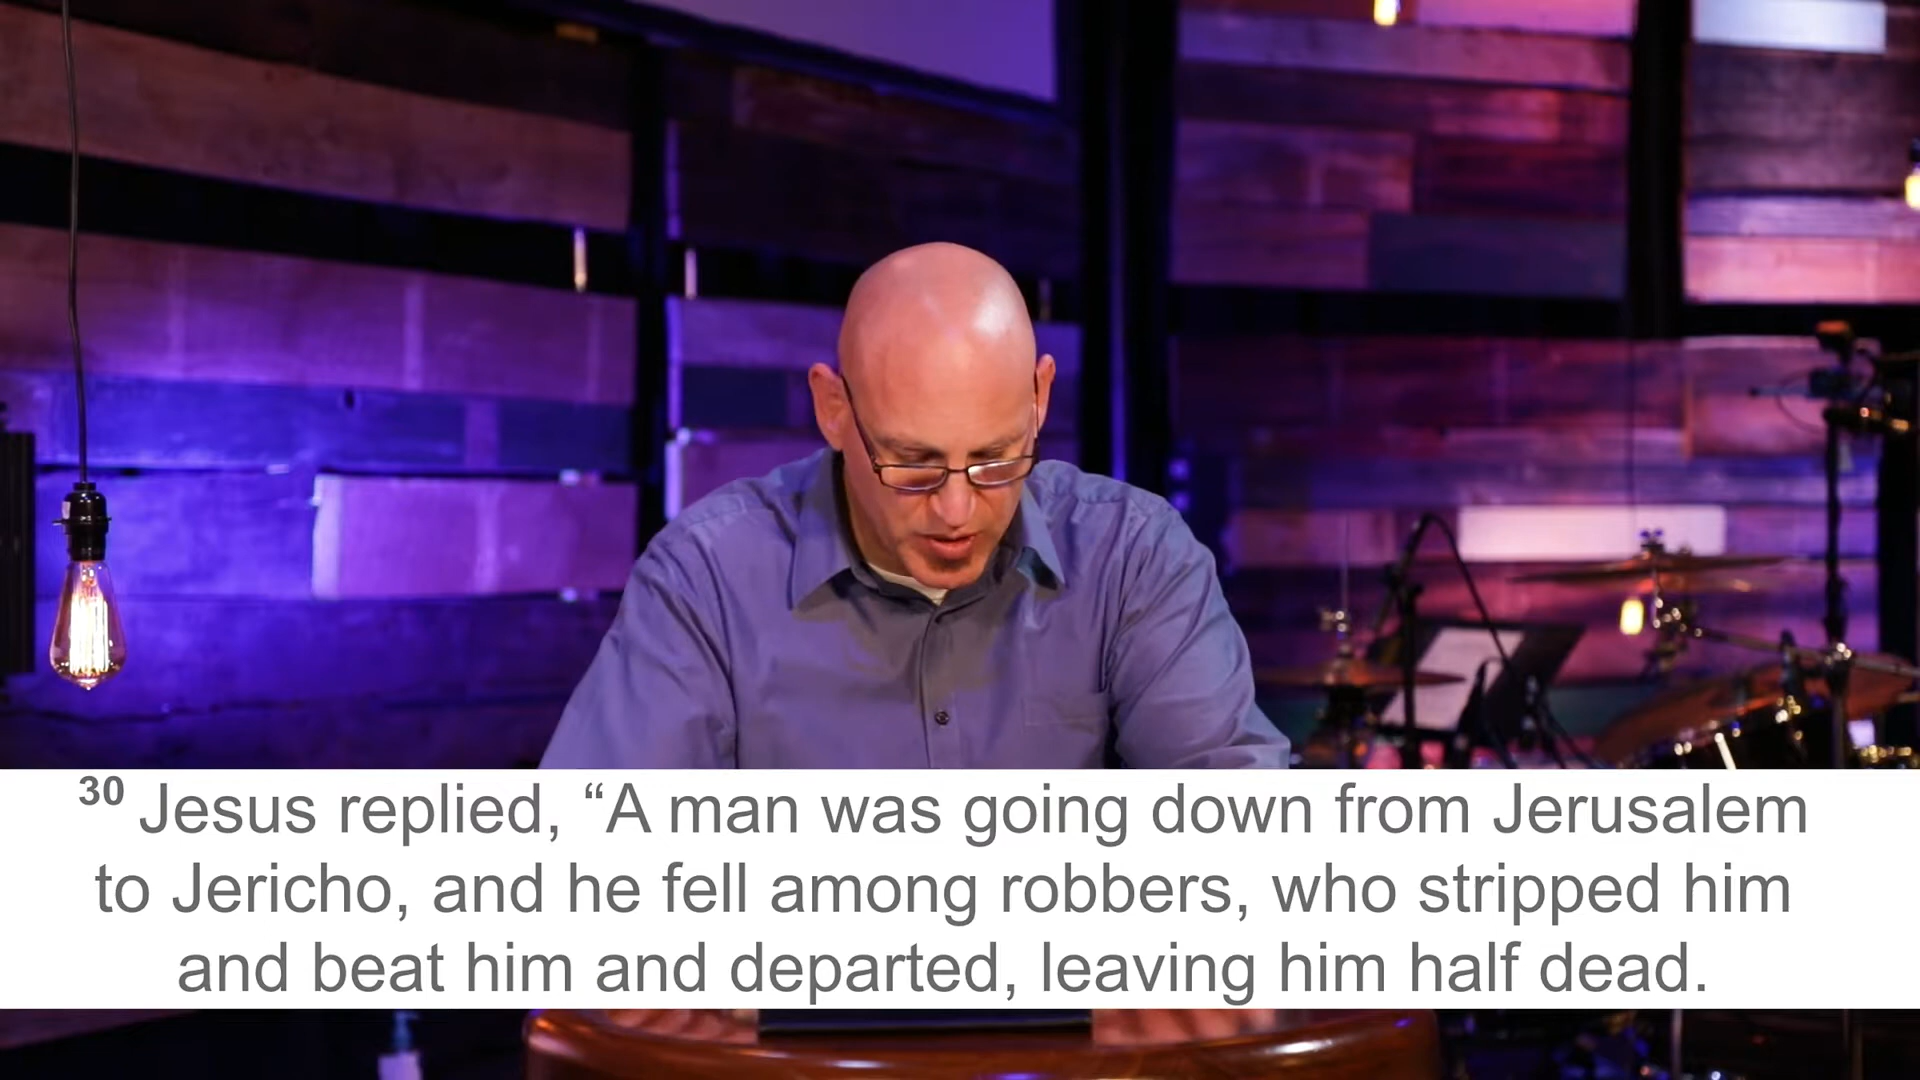 30 Jesus replied, “A man was going down from Jerusalem
to Jericho, and he fell among robbers, who stripped him
and beat him and departed, leaving him half dead.